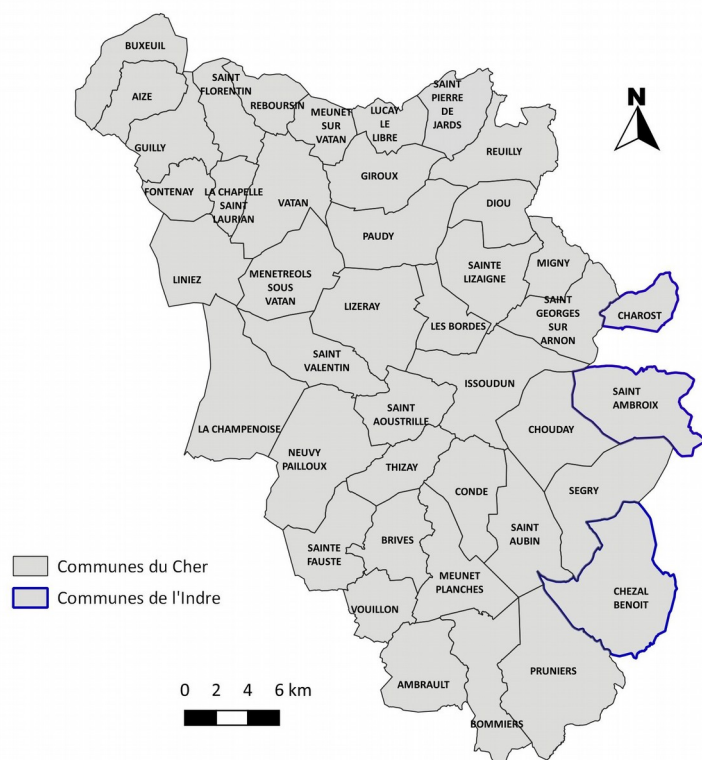 BUXEUIL
AIZE
SAINT
FLORENTIN
REBOURSIN
MEUNET
SUR
VATAN
LUCAY
LE
LIBRE
SAINT
PIERRE
DE
JARDS
N
REUILLY
GUILLY
GIROUX
FONTENAY
LA CHAPELLE
SAINT
LAURIAN
VATAN
DIOU
PAUDY
LINIEZ
MENETREOLS
SOUS
VATAN
SAINTE
LIZAIGNE
MIGNY
LIZERAY
LES BORDES
SAINT
GEORGES
SUR
ARNON
CHAROST
SAINT
VALENTIN
ISSOUDUN
SAINT
AMBROIX
SAINT
AOUSTRILLE
CHOUDAY
LA CHAMPENOISE
NEUVY
PAILLOUX
THIZAY
CONDE
SEGRY
SAINT
AUBIN
BRIVES
SAINTE
FAUSTE
MEUNET
PLANCHES
CHEZAL
BENOIT
VOUILLON
PRUNIERS
AMBRAULT
BOMMIERS
Communes du Cher
Communes de l'Indre
0 2 4 6 km